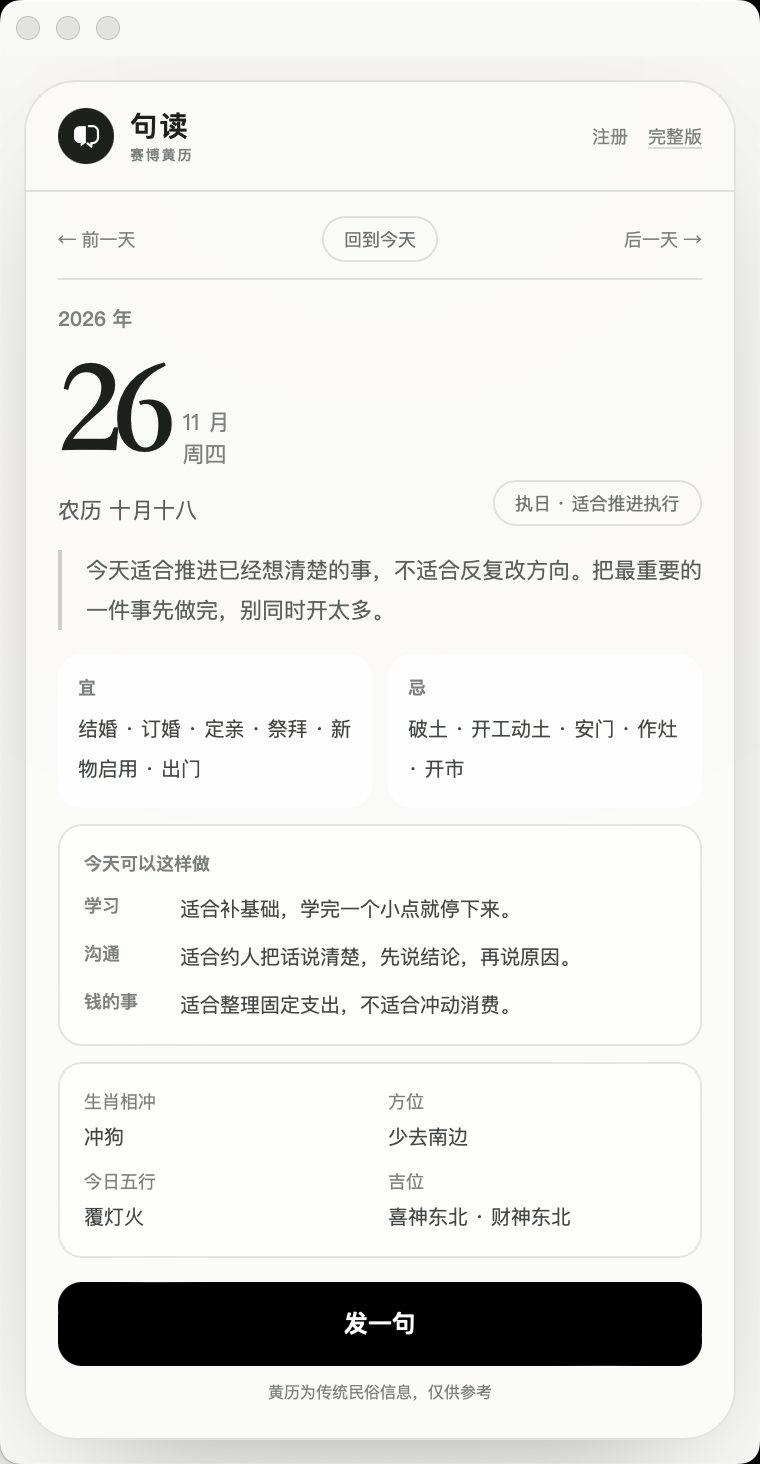 句读
赛博黄历
注册 完整版
← 前一天 回到今天 后一天 →
2026 年
26
11 月
周四
农历 十月十八
执日 · 适合推进执行
今天适合推进已经想清楚的事，不适合反复改方向。把最重要的
一件事先做完，别同时开太多。
宜
结婚 · 订婚 · 定亲 · 祭拜 · 新
物启用 · 出门
忌
破土 · 开工动土 · 安门 · 作灶
· 开市
今天可以这样做
学习 适合补基础，学完一个小点就停下来。
沟通 适合约人把话说清楚，先说结论，再说原因。
钱的事 适合整理固定支出，不适合冲动消费。
生肖相冲
冲狗
方位
少去南边
今日五行
覆灯火
吉位
喜神东北 · 财神东北
发一句
黄历为传统民俗信息，仅供参考